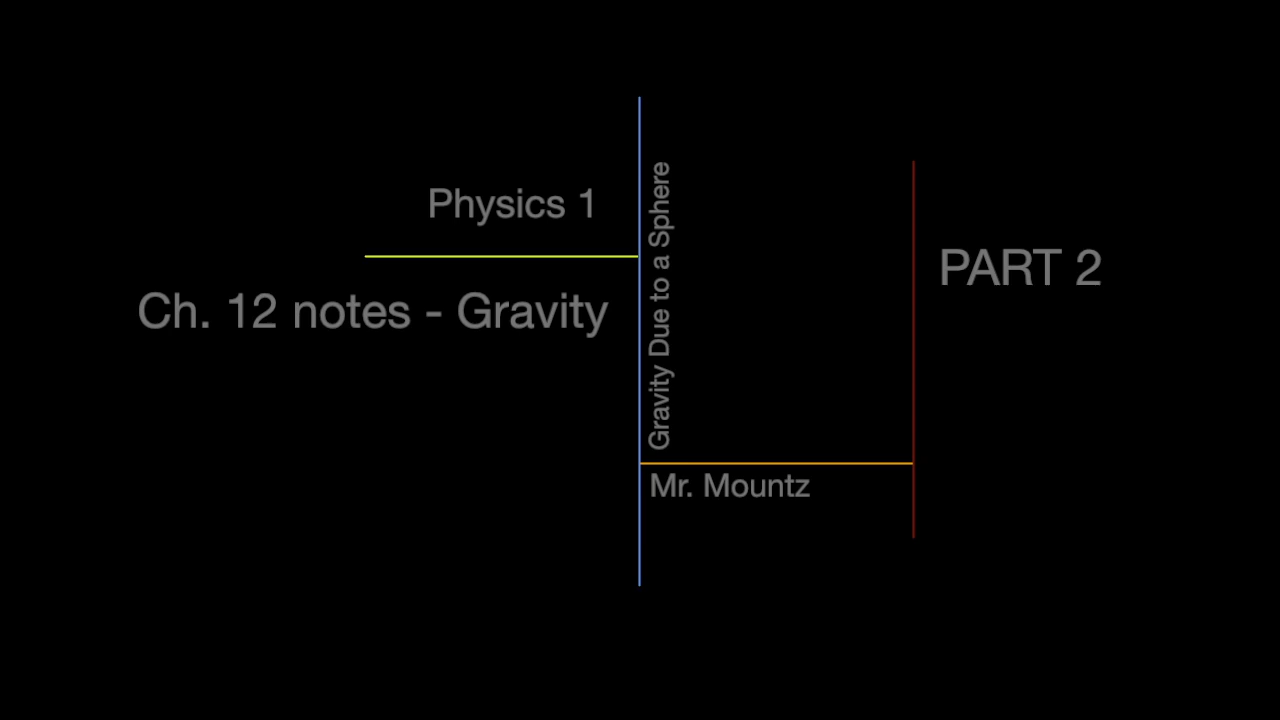 Physics 1
Ch. 12 notes - Gravity
Gravity Due to a Sphere
Mr. Mountz
PART 2